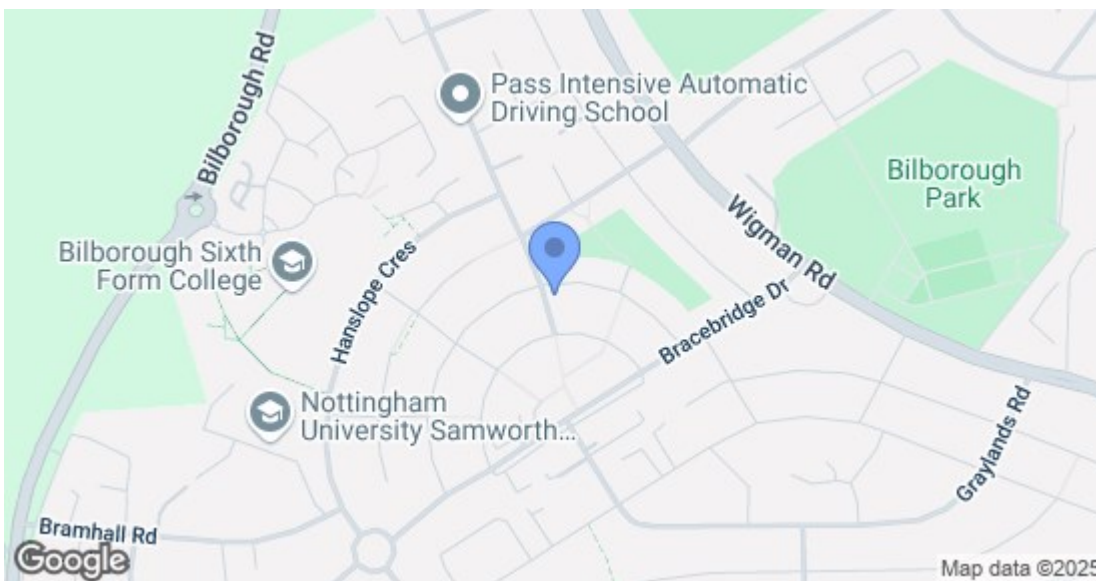 Bilborough Rd
Pass Intensive Automatic
Driving School
Bilborough
Park
Wigman Rd
Bilborough Sixth
Form College
Hanslope Cres
Bracebridge Dr
Nottingham
University Samworth...
Graylands Rd
Bramhall Rd
Google
Map data ©2025